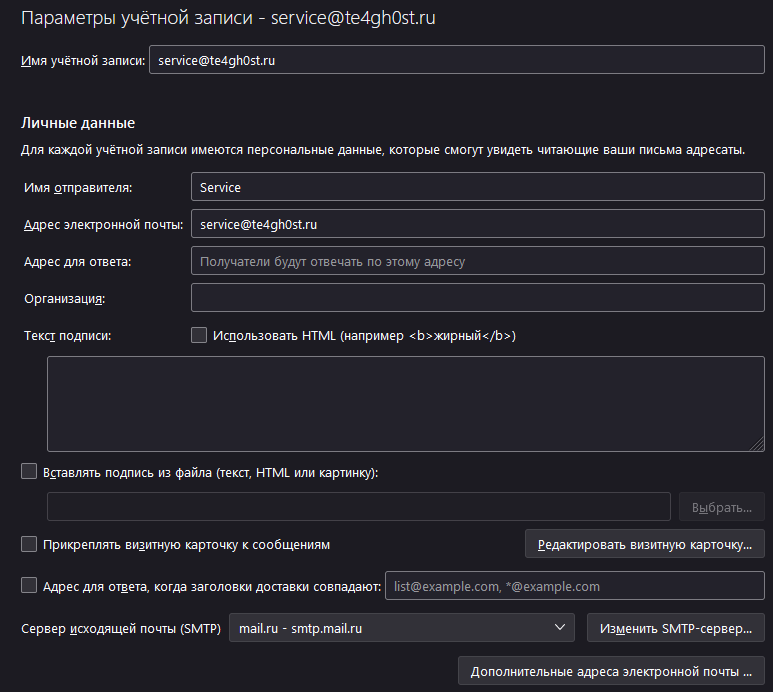 Параметры учётной записи - service@te4gh0st.ru
Имя учётной записи: service@te4gh0st.ru
Личные данные
Для каждой учётной записи имеются персональные данные, которые смогут увидеть читающие ваши письма адресаты.
Имя отправителя: Service
Адрес электронной почты: service@te4gh0st.ru
Адрес для ответа: Получатели будут отвечать по этому адресу
Организация:
Текст подписи: Использовать HTML (например <b>жирный</b>)
Вставлять подпись из файла (текст, HTML или картинку):
Выбрать...
Прикреплять визитную карточку к сообщениям Редактировать визитную карточку...
Адрес для ответа, когда заголовки доставки совпадают: list@example.com, *@example.com
Сервер исходящей почты (SMTP) mail.ru - smtp.mail.ru Изменить SMTP-сервер...
Дополнительные адреса электронной почты ...